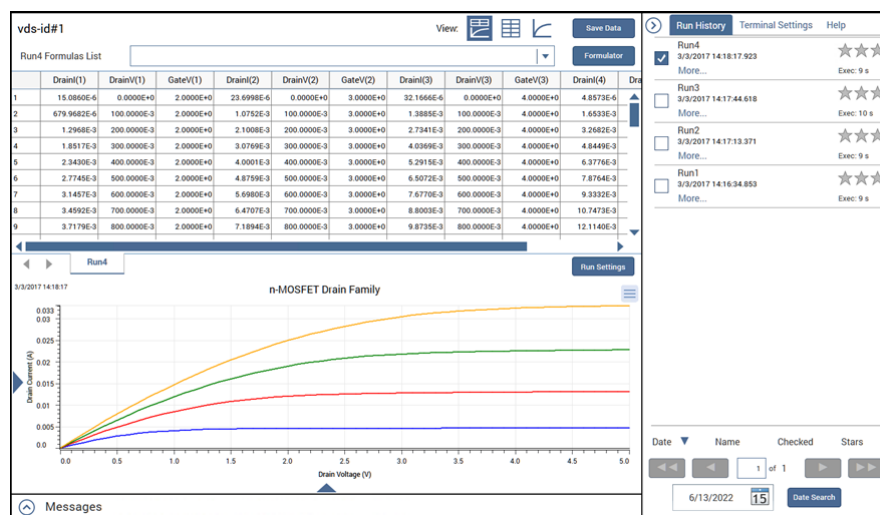 vds-id#1
View:
Save Data
Run4 Formulas List
Formulator
DrainI(1) DrainV(1) GateV(1) DrainI(2) DrainV(2) GateV(2) DrainI(3) DrainV(3) GateV(3) DrainI(4) Dra
1 15.0860E-6 0.0000E+0 2.0000E+0 23.6998E-6 0.0000E+0 3.0000E+0 32.1666E-6 0.0000E+0 4.0000E+0 4.8573E-6
2 679.9682E-6 100.0000E-3 2.0000E+0 1.0752E-3 100.0000E-3 3.0000E+0 1.3885E-3 100.0000E-3 4.0000E+0 1.6533E-3
3 1.2968E-3 200.0000E-3 2.0000E+0 2.1008E-3 200.0000E-3 3.0000E+0 2.7341E-3 200.0000E-3 4.0000E+0 3.2682E-3
4 1.8517E-3 300.0000E-3 2.0000E+0 3.0769E-3 300.0000E-3 3.0000E+0 4.0369E-3 300.0000E-3 4.0000E+0 4.8449E-3
5 2.3430E-3 400.0000E-3 2.0000E+0 4.0001E-3 400.0000E-3 3.0000E+0 5.2915E-3 400.0000E-3 4.0000E+0 6.3776E-3
6 2.7745E-3 500.0000E-3 2.0000E+0 4.8759E-3 500.0000E-3 3.0000E+0 6.5072E-3 500.0000E-3 4.0000E+0 7.8764E-3
7 3.1457E-3 600.0000E-3 2.0000E+0 5.6980E-3 600.0000E-3 3.0000E+0 7.6770E-3 600.0000E-3 4.0000E+0 9.3332E-3
8 3.4592E-3 700.0000E-3 2.0000E+0 6.4707E-3 700.0000E-3 3.0000E+0 8.8003E-3 700.0000E-3 4.0000E+0 10.7473E-3
9 3.7179E-3 800.0000E-3 2.0000E+0 7.1894E-3 800.0000E-3 3.0000E+0 9.8735E-3 800.0000E-3 4.0000E+0 12.1140E-3
Run4
Run Settings
3/3/2017 14:18:17
n-MOSFET Drain Family
Drain Current (A)
0.033
0.03
0.025
0.02
0.015
0.01
0.005
0.0
0.0 0.5 1.0 1.5 2.0 2.5 3.0 3.5 4.0 4.5 5.0
Drain Voltage (V)
Messages
Run History Terminal Settings Help
Run4
3/3/2017 14:18:17.923
More... Exec: 9 s
Run3
3/3/2017 14:17:44.618
More... Exec: 10 s
Run2
3/3/2017 14:17:13.371
More... Exec: 9 s
Run1
3/3/2017 14:16:34.853
More... Exec: 9 s
Date Name Checked Stars
1 of 1
6/13/2022 15 Date Search